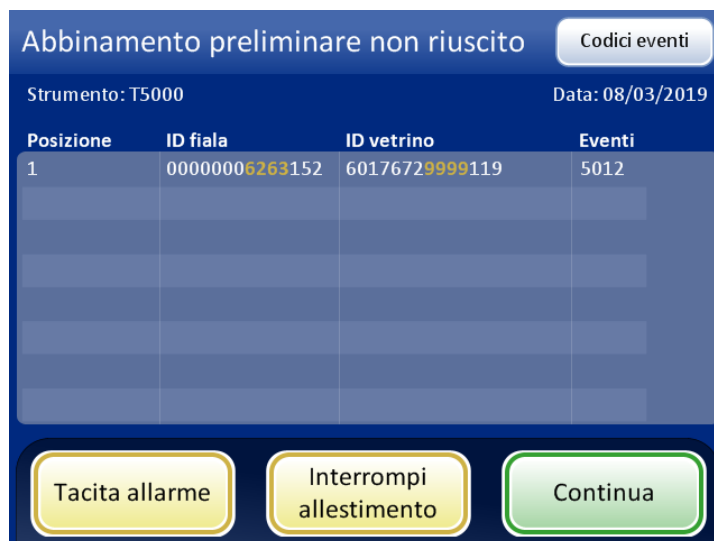 Abbinamento preliminare non riuscito
Codici eventi
Strumento: T5000
Data: 08/03/2019
Posizione ID fiala ID vetrino Eventi
1 00000006263152 60176729999119 5012
Tacita allarme
Interrompi
allestimento
Continua